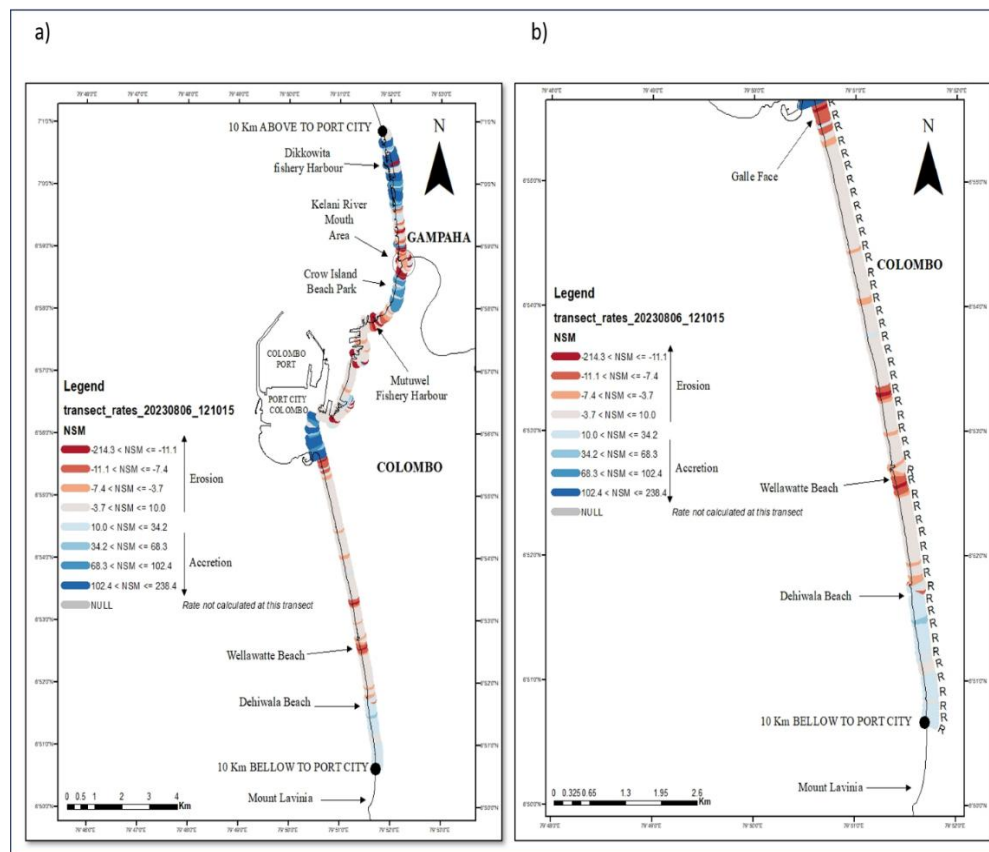 a)
N
10 Km ABOVE TO PORT CITY
Dikkowita
fishery Harbour
Kelani River
Mouth
Area
GAMPAHA
Crow Island
Beach Park
COLOMBO
PORT
PORT CITY
COLOMBO
Mutuwel
Fishery Harbour
COLOMBO
Legend
transect_rates_20230806_121015
NSM
-214.3 < NSM <= -11.1
-11.1 < NSM <= -7.4
-7.4 < NSM <= -3.7
-3.7 < NSM <= 10.0
10.0 < NSM <= 34.2
34.2 < NSM <= 68.3
68.3 < NSM <= 102.4
102.4 < NSM <= 238.4
NULL
Erosion
Accretion
Rate not calculated at this transect
Wellawatte Beach
Dehiwala Beach
10 Km BELLOW TO PORT CITY
Mount Lavinia
0 0.5 1 2 3 4
Km
b)
N
Galle Face
COLOMBO
Legend
transect_rates_20230806_121015
NSM
-214.3 < NSM <= -11.1
-11.1 < NSM <= -7.4
-7.4 < NSM <= -3.7
-3.7 < NSM <= 10.0
10.0 < NSM <= 34.2
34.2 < NSM <= 68.3
68.3 < NSM <= 102.4
102.4 < NSM <= 238.4
NULL
Erosion
Accretion
Rate not calculated at this transect
Wellawatte Beach
Dehiwala Beach
10 Km BELLOW TO PORT CITY
Mount Lavinia
0 0.325 0.65 1.3 1.95 2.6
Km